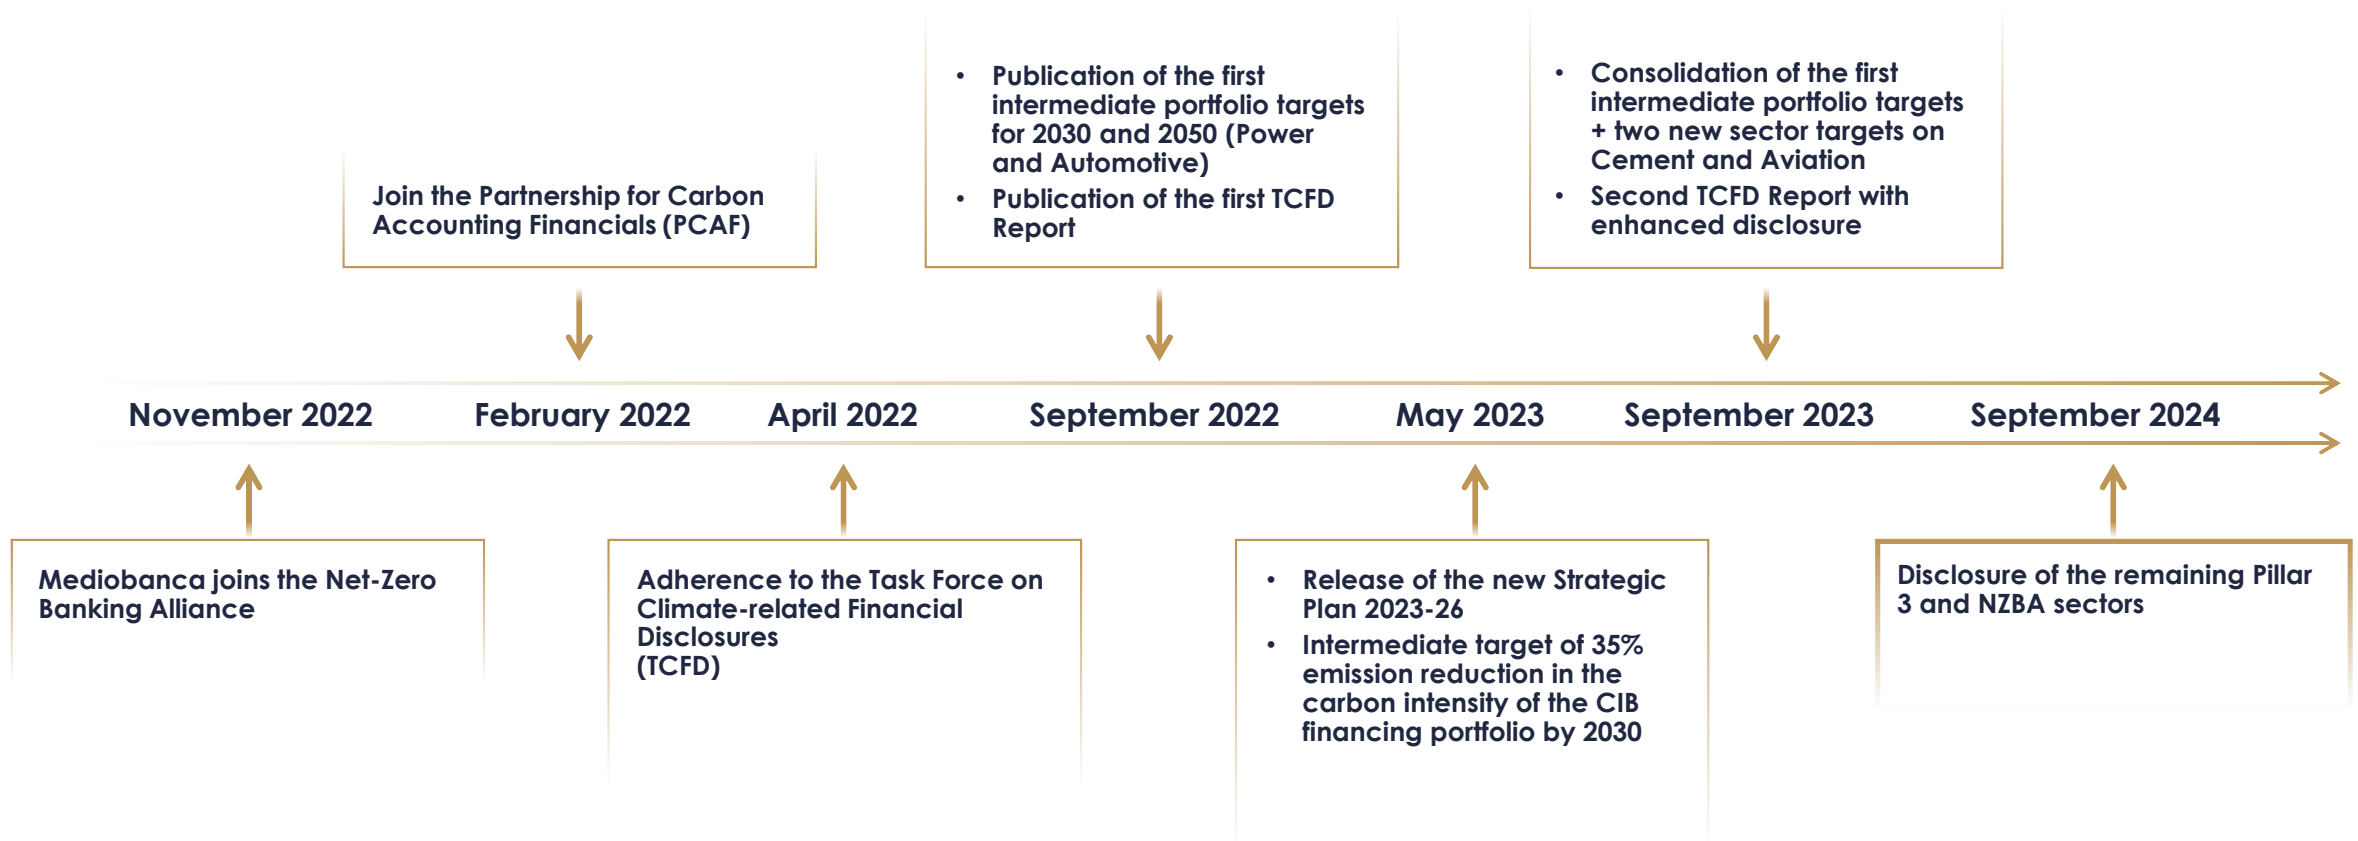 Join the Partnership for Carbon
Accounting Financials (PCAF)
• Publication of the first
intermediate portfolio targets
for 2030 and 2050 (Power
and Automotive)
• Publication of the first TCFD
Report
• Consolidation of the first
intermediate portfolio targets
+ two new sector targets on
Cement and Aviation
• Second TCFD Report with
enhanced disclosure
November 2022
February 2022
April 2022
September 2022
May 2023
September 2023
September 2024
Mediobanca joins the Net-Zero
Banking Alliance
Adherence to the Task Force on
Climate-related Financial
Disclosures
(TCFD)
• Release of the new Strategic
Plan 2023-26
• Intermediate target of 35%
emission reduction in the
carbon intensity of the CIB
financing portfolio by 2030
Disclosure of the remaining Pillar
3 and NZBA sectors